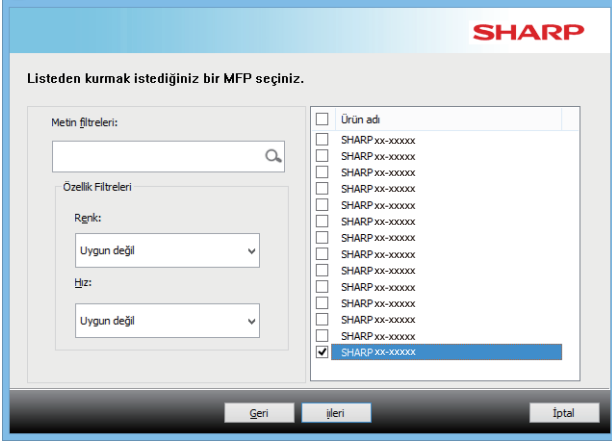 SHARP
Listeden kurmak istediğiniz bir MFP seçiniz.
Metin filtreleri:
Özellik Filtreleri
Renk:
Uygun değil
Hız:
Uygun değil
Ürün adı
SHARP xx-xxxxx
SHARP xx-xxxxx
SHARP xx-xxxxx
SHARP xx-xxxxx
SHARP xx-xxxxx
SHARP xx-xxxxx
SHARP xx-xxxxx
SHARP xx-xxxxx
SHARP xx-xxxxx
SHARP xx-xxxxx
SHARP xx-xxxxx
SHARP xx-xxxxx
SHARP xx-xxxxx
SHARP xx-xxxxx
Geri
iileri
İptal